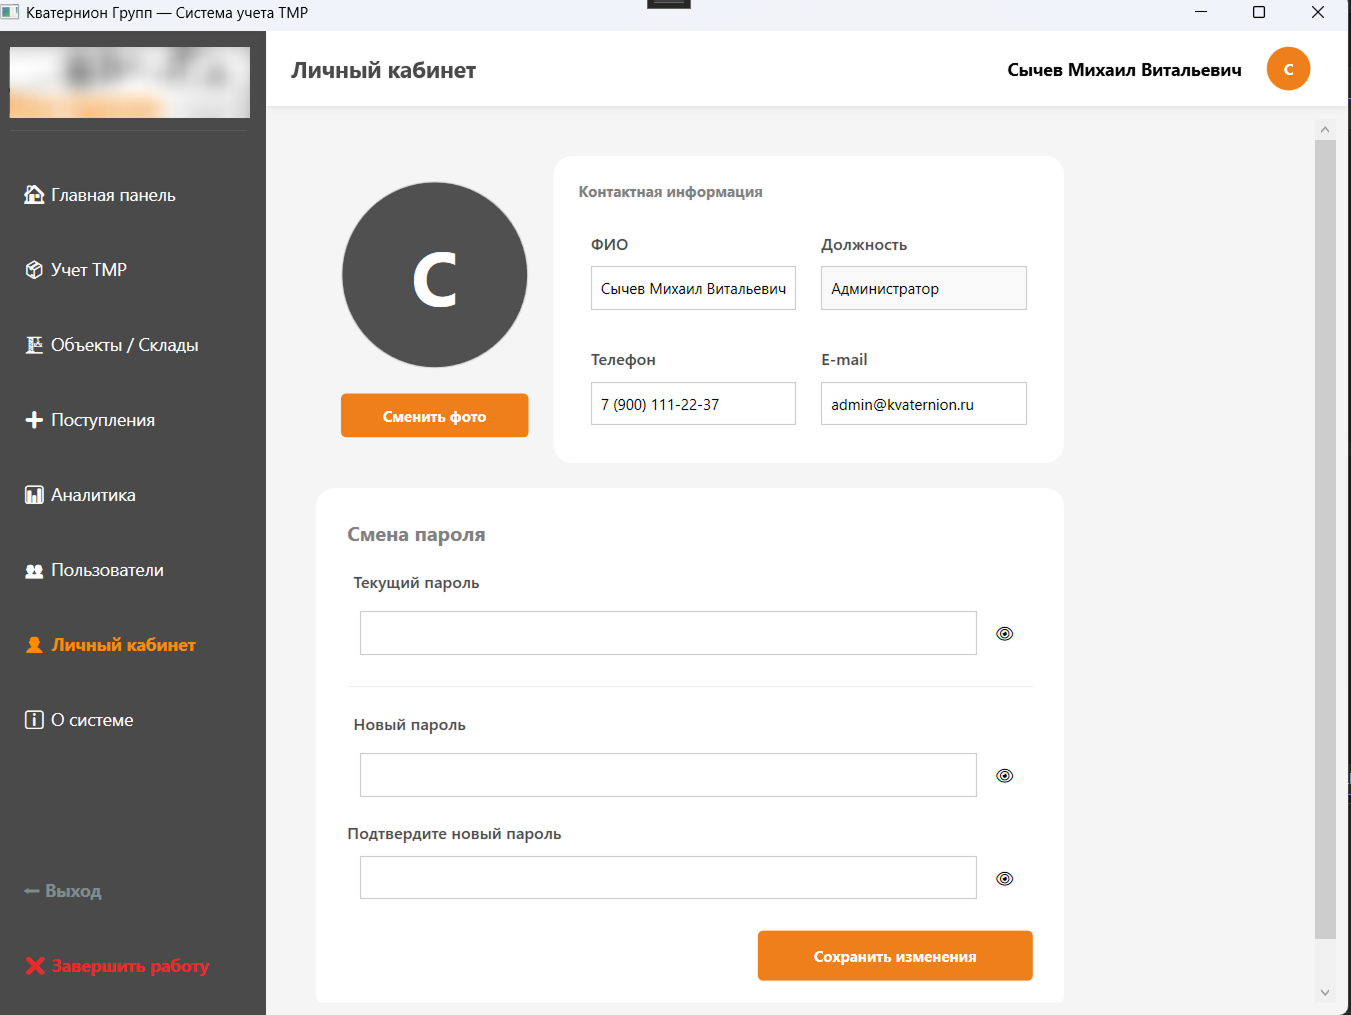 Кватернион Групп — Система учета ТМР
Личный кабинет
Сычев Михаил Витальевич
С
Главная панель
Учет ТМР
Объекты / Склады
Поступления
Аналитика
Пользователи
Личный кабинет
О системе
Выход
Завершить работу
С
Сменить фото
Контактная информация
ФИО
Должность
Сычев Михаил Витальевич
Администратор
Телефон
E-mail
7 (900) 111-22-37
admin@kvaternion.ru
Смена пароля
Текущий пароль
Новый пароль
Подтвердите новый пароль
Сохранить изменения